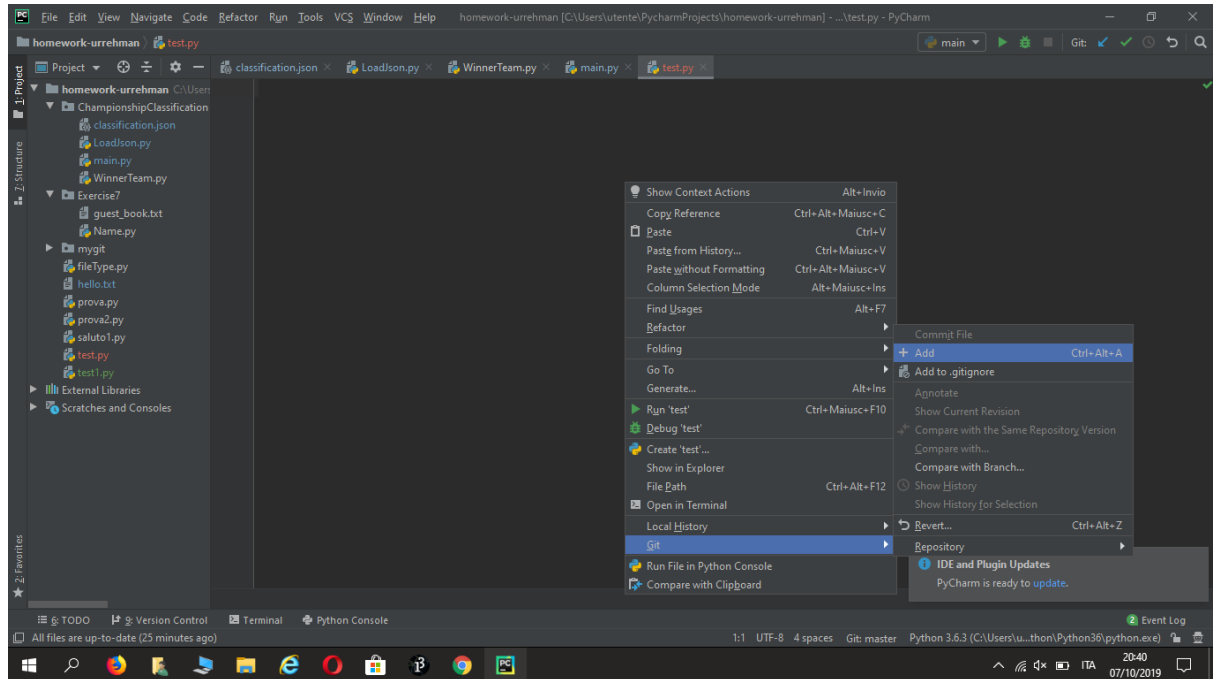 PC File Edit View Navigate Code Refactor Run Tools VCS Window Help homework-urrehman [C:\Users\utente\PycharmProjects\homework-urrehman] - ...\test.py - PyCharm
homework-urrehman test.py main Git:
Project classification.json LoadJson.py WinnerTeam.py main.py test.py
1: Project
Z: Structure
2: Favorites
homework-urrehman C:\Users
ChampionshipClassification
classification.json
LoadJson.py
main.py
WinnerTeam.py
Exercise7
guest_book.txt
Name.py
mygit
fileType.py
hello.txt
prova.py
prova2.py
saluto1.py
test.py
test1.py
External Libraries
Scratches and Consoles
Show Context Actions Alt+Invio
Copy Reference Ctrl+Alt+Maiusc+C
Paste Ctrl+V
Paste from History... Ctrl+Maiusc+V
Paste without Formatting Ctrl+Alt+Maiusc+V
Column Selection Mode Alt+Maiusc+Ins
Find Usages Alt+F7
Refactor
Folding
Go To
Generate... Alt+Ins
Run 'test' Ctrl+Maiusc+F10
Debug 'test'
Create 'test'...
Show in Explorer
File Path Ctrl+Alt+F12
Open in Terminal
Local History
Git
Run File in Python Console
Compare with Clipboard
Commit File
Add Ctrl+Alt+A
Add to .gitignore
Annotate
Show Current Revision
Compare with the Same Repository Version
Compare with...
Compare with Branch...
Show History
Show History for Selection
Revert... Ctrl+Alt+Z
Repository
IDE and Plugin Updates
PyCharm is ready to update.
6: TODO 9: Version Control Terminal Python Console 2 Event Log
All files are up-to-date (25 minutes ago) 1:1 UTF-8 4 spaces Git: master Python 3.6.3 (C:\Users\u...thon\Python36\python.exe)
PC ITA 20:40
07/10/2019